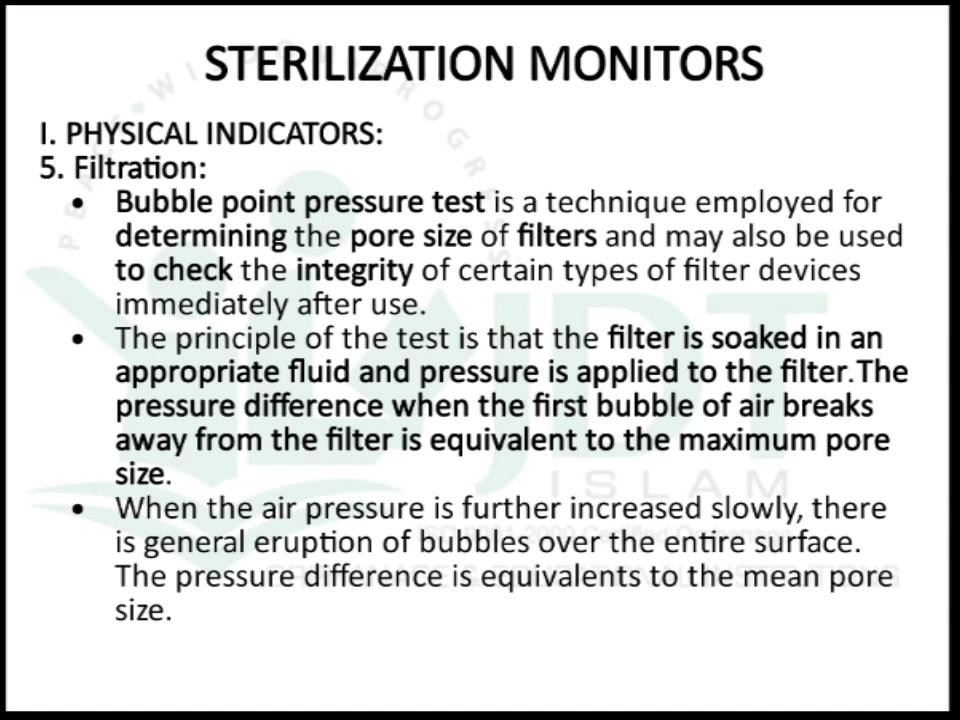 STERILIZATION MONITORS
I. PHYSICAL INDICATORS:
5. Filtration:
• Bubble point pressure test is a technique employed for
determining the pore size of filters and may also be used
to check the integrity of certain types of filter devices
immediately after use.
• The principle of the test is that the filter is soaked in an
appropriate fluid and pressure is applied to the filter.The
pressure difference when the first bubble of air breaks
away from the filter is equivalent to the maximum pore
size.
• When the air pressure is further increased slowly, there
is general eruption of bubbles over the entire surface.
The pressure difference is equivalents to the mean pore
size.
JDT
ISLAM